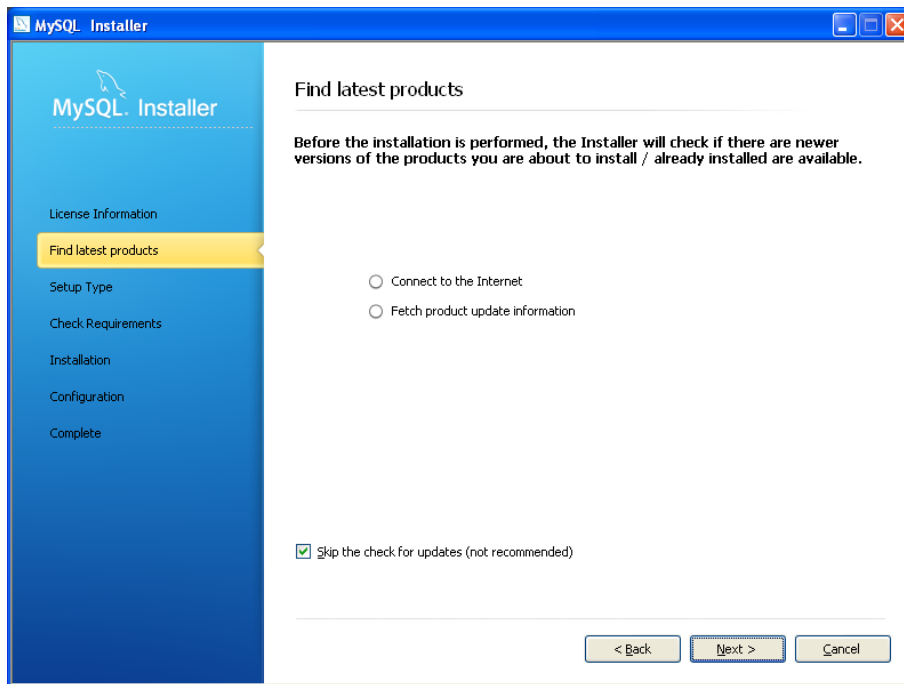 MySQL Installer
MySQL. Installer
License Information
Find latest products
Setup Type
Check Requirements
Installation
Configuration
Complete
Find latest products
Before the installation is performed, the Installer will check if there are newer
versions of the products you are about to install / already installed are available.
Connect to the Internet
Fetch product update information
Skip the check for updates (not recommended)
< Back
Next >
Cancel